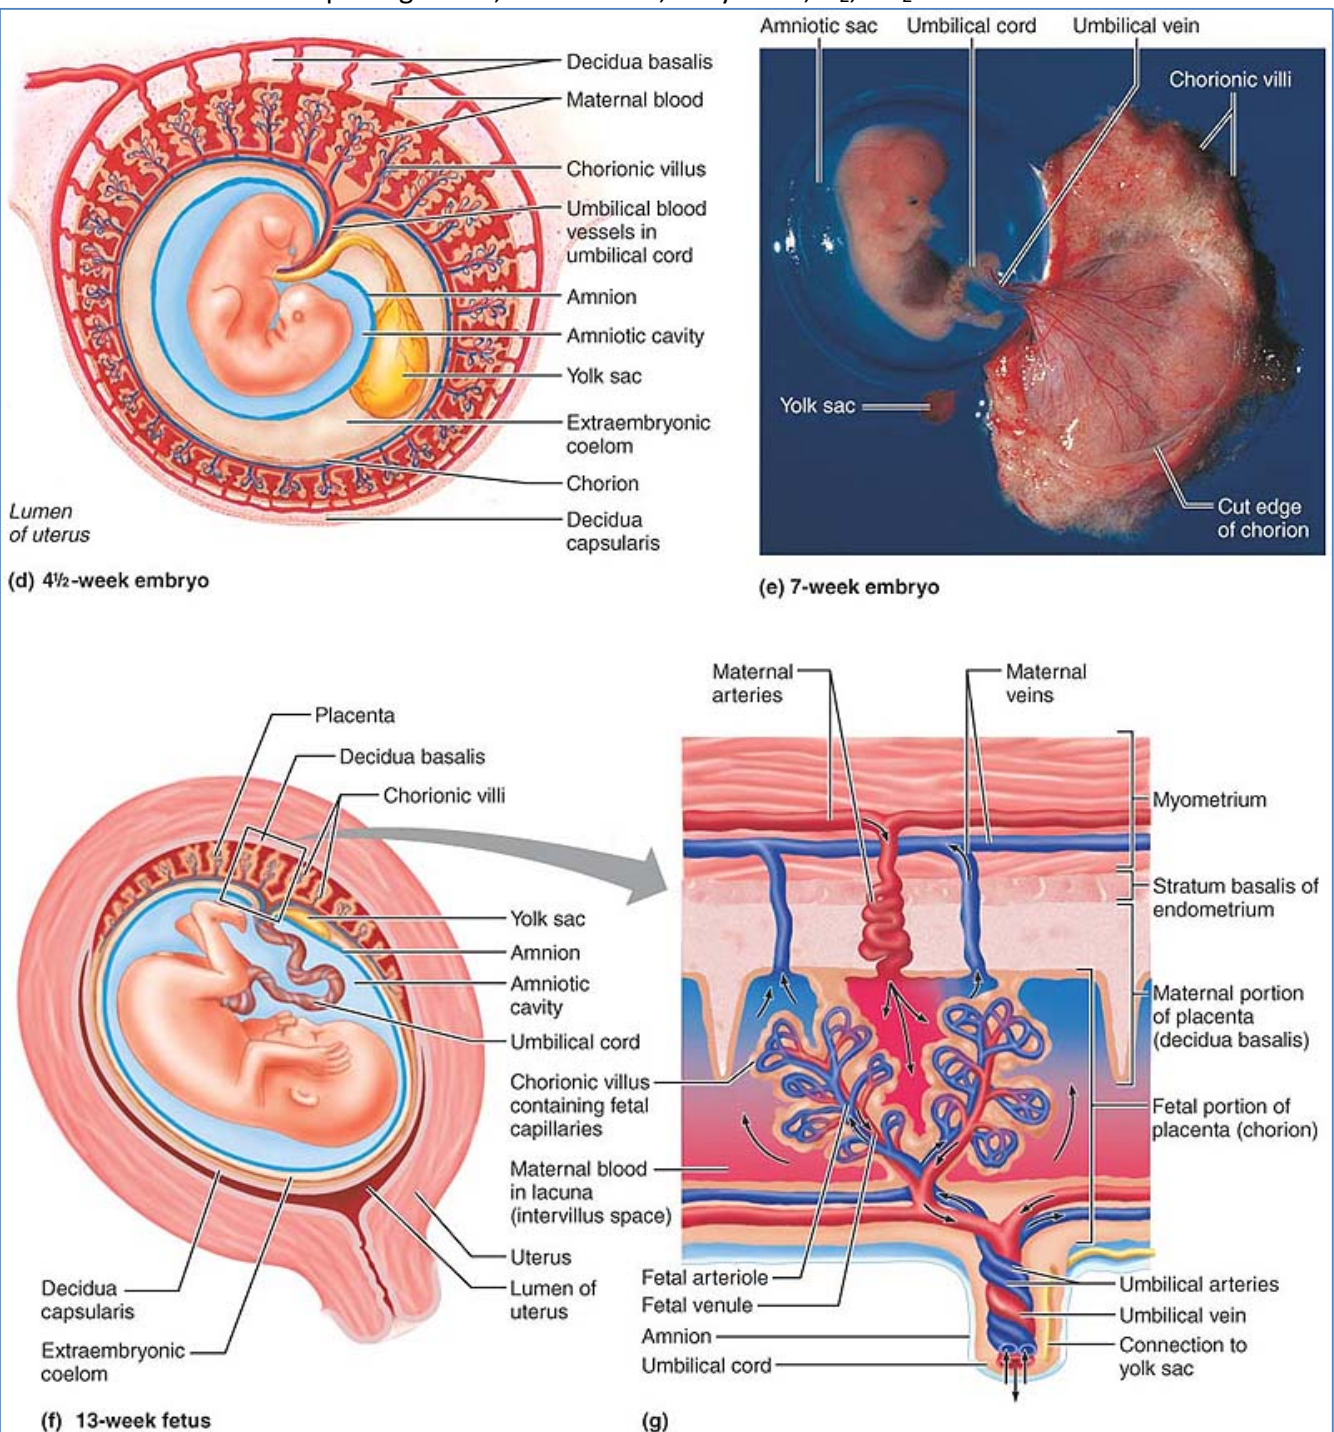 Decidua basalis
Maternal blood
Chorionic villus
Umbilical blood
vessels in
umbilical cord
Amnion
Amniotic cavity
Yolk sac
Extraembryonic
coelom
Chorion
Decidua
capsularis
Lumen
of uterus
(d) 4½-week embryo
Amniotic sac
Umbilical cord
Umbilical vein
Chorionic villi
Yolk sac
Cut edge
of chorion
(e) 7-week embryo
Placenta
Decidua basalis
Chorionic villi
Yolk sac
Amnion
Amniotic
cavity
Umbilical cord
Uterus
Lumen of
uterus
Decidua
capsularis
Extraembryonic
coelom
(f) 13-week fetus
Maternal
arteries
Maternal
veins
Myometrium
Stratum basalis of
endometrium
Maternal portion
of placenta
(decidua basalis)
Fetal portion of
placenta (chorion)
Chorionic villus
containing fetal
capillaries
Maternal blood
in lacuna
(intervillus space)
Fetal arteriole
Fetal venule
Amnion
Umbilical cord
Umbilical arteries
Umbilical vein
Connection to
yolk sac
(g)